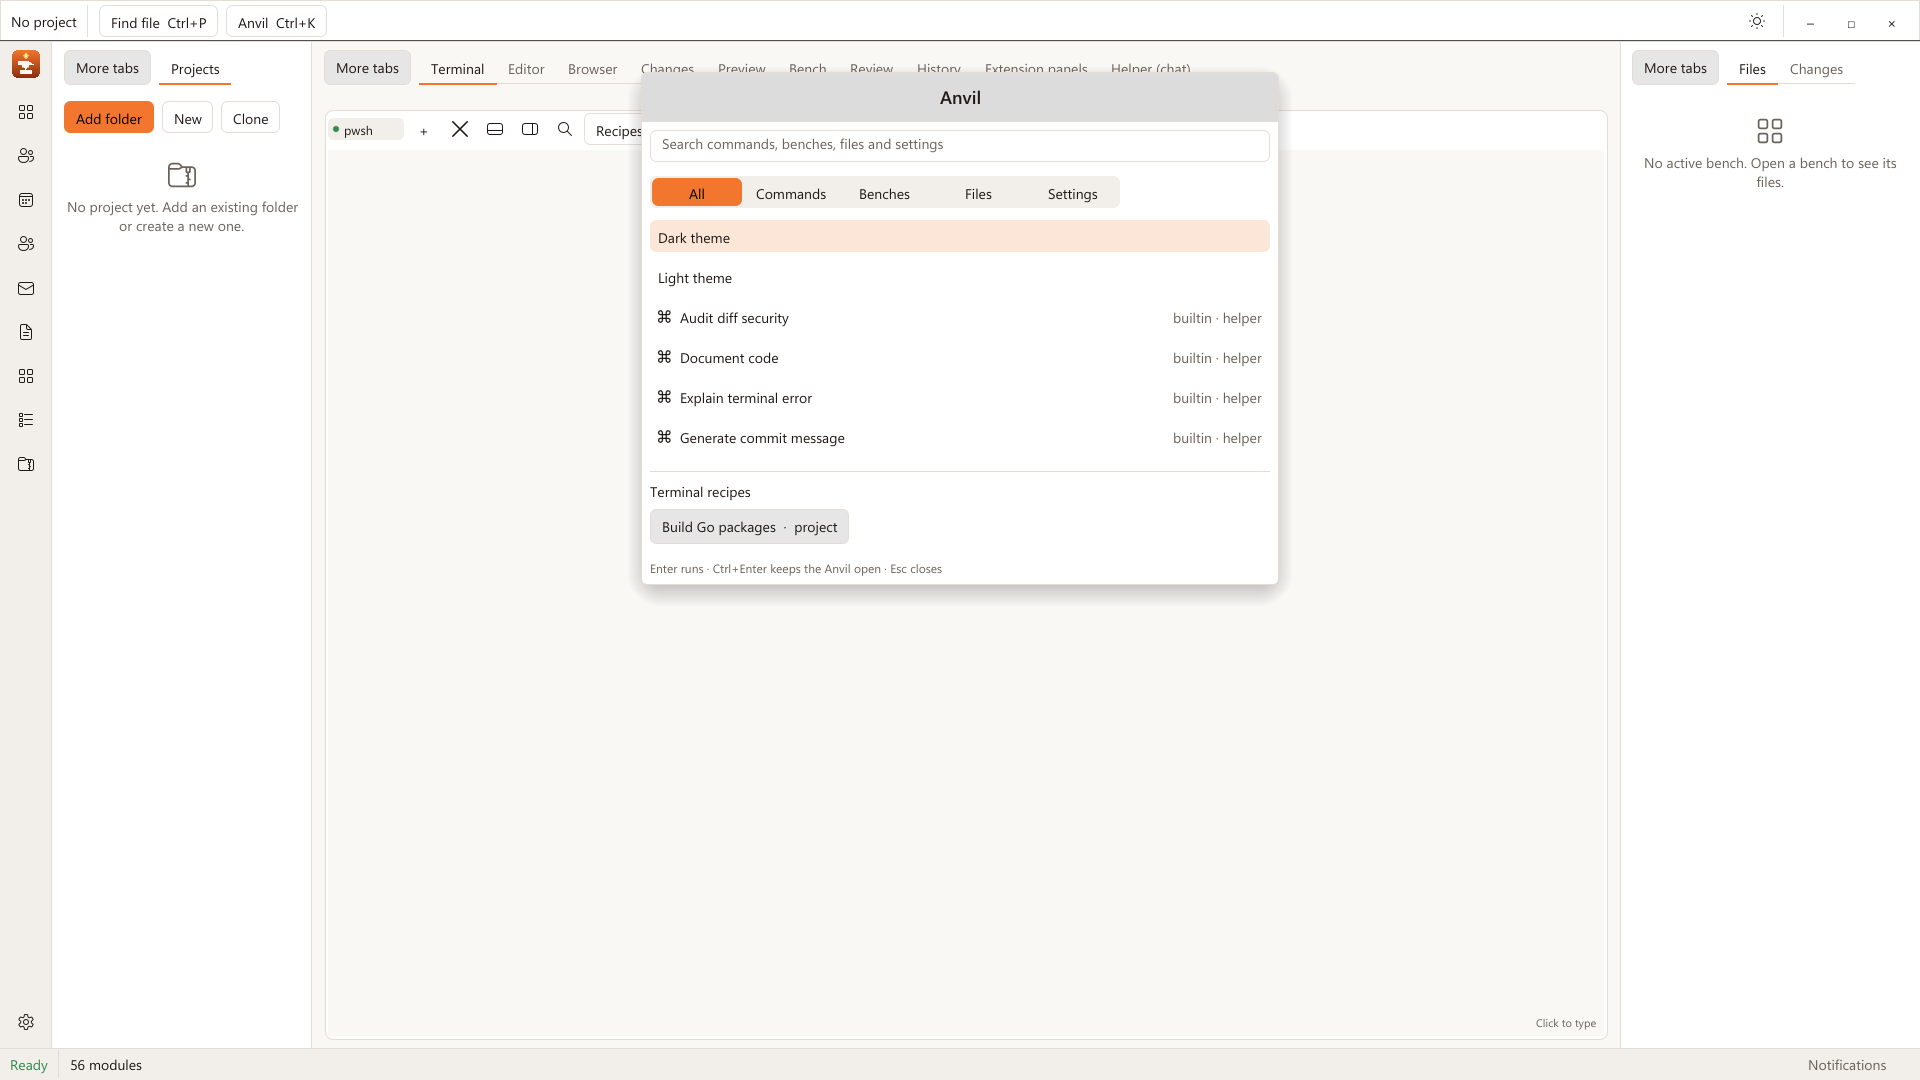 No project
Find file Ctrl+P
Anvil Ctrl+K
More tabs
Projects
Add folder
New
Clone
No project yet. Add an existing folder
or create a new one.
More tabs
Terminal
Editor
Browser
Changes
Preview
Bench
Review
History
Extension panels
Helper (chat)
pwsh
+
Recipes
Anvil
Search commands, benches, files and settings
All
Commands
Benches
Files
Settings
Dark theme
Light theme
⌘ Audit diff security builtin · helper
⌘ Document code builtin · helper
⌘ Explain terminal error builtin · helper
⌘ Generate commit message builtin · helper
Terminal recipes
Build Go packages · project
Enter runs · Ctrl+Enter keeps the Anvil open · Esc closes
Click to type
More tabs
Files
Changes
No active bench. Open a bench to see its
files.
Ready
56 modules
Notifications